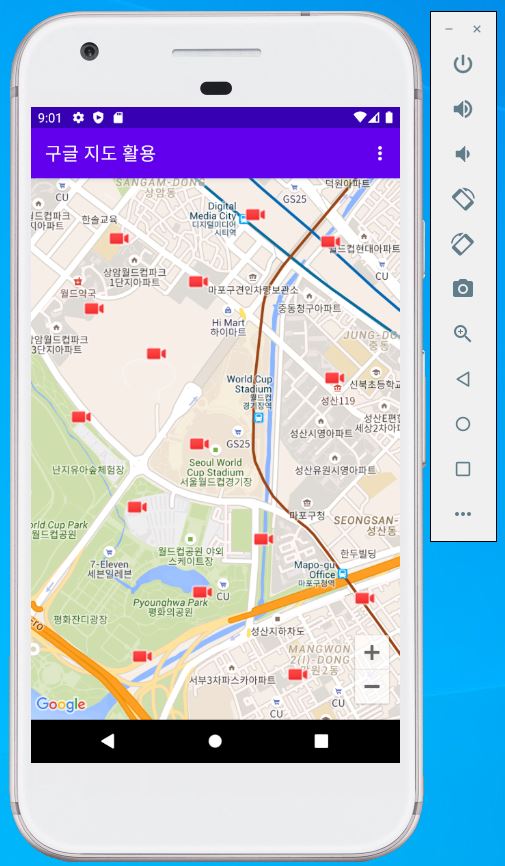 9:01
구글 지도 활용
SANGAM-DONG
상암동
덕원아파트
GS25
CU
Digital
Media City
디지털미디어
시티역
월드컵파크
한솔교육
월드컵현대아파트
CU
상암월드컵파크
1단지아파트
마포구견인차량보관소
월드약국
중동청구아파트
Hi Mart
하이마트
상암월드컵파크
3단지아파트
JUNG-DO
중동
World Cup
Stadium
월드컵
경기장역
신북초등학교
성산119
성산E편한
세상2차아파
성산시영아파트
GS25
난지유아숲체험장
Seoul World
Cup Stadium
서울월드컵경기장
성산유원시영아파트
마포구청
SEONGSAN-
성산동
orld Cup Park
월드컵공원
월드컵공원 야외
스케이트장
한두빌딩
7-Eleven
세븐일레븐
Mapo-gu
Office
마포구청역
CU
Pyounghwa Park
평화의공원
평화잔디광장
성산지하차도
MANGWON
2(I)-DONG
망원2동
서부3차파스카아파트
CU
CU
CU
Google